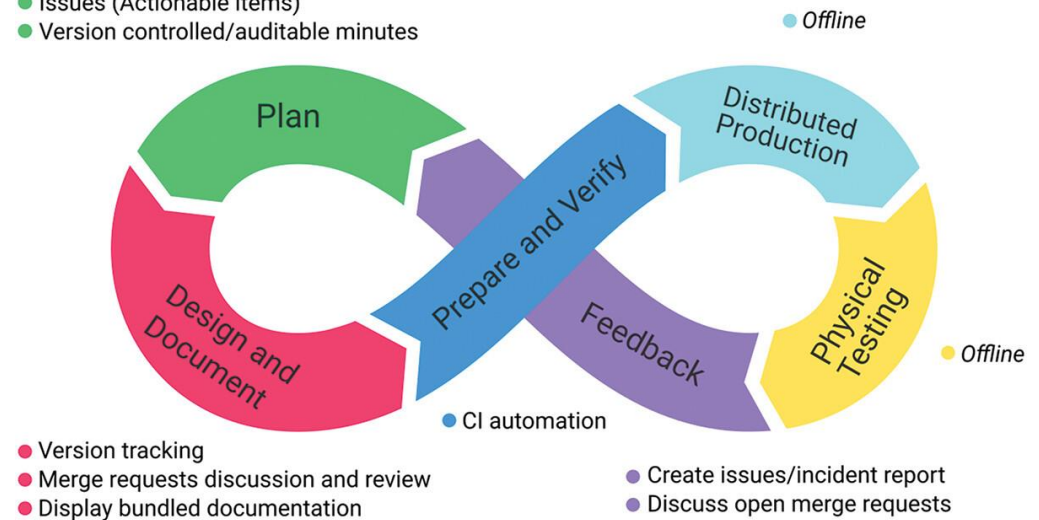 Issues (Actionable items)
Version controlled/auditable minutes
Offline
Plan
Distributed
Production
Prepare and Verify
Design and
Document
Feedback
Physical
Testing
Offline
CI automation
Version tracking
Merge requests discussion and review
Display bundled documentation
Create issues/incident report
Discuss open merge requests